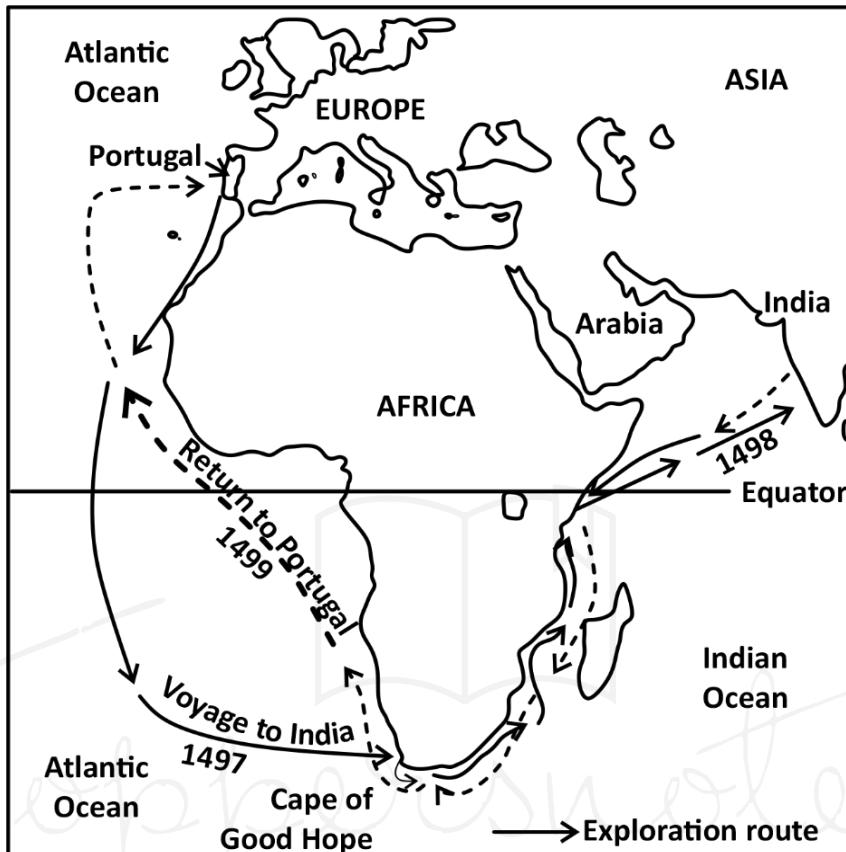 Atlantic
Ocean
ASIA
EUROPE
Portugal
India
Arabia
AFRICA
1498
Return to Portugal
1499
Equator
Indian
Ocean
Voyage to India
1497
Atlantic
Ocean
Cape of
Good Hope
Exploration route
toppersnote